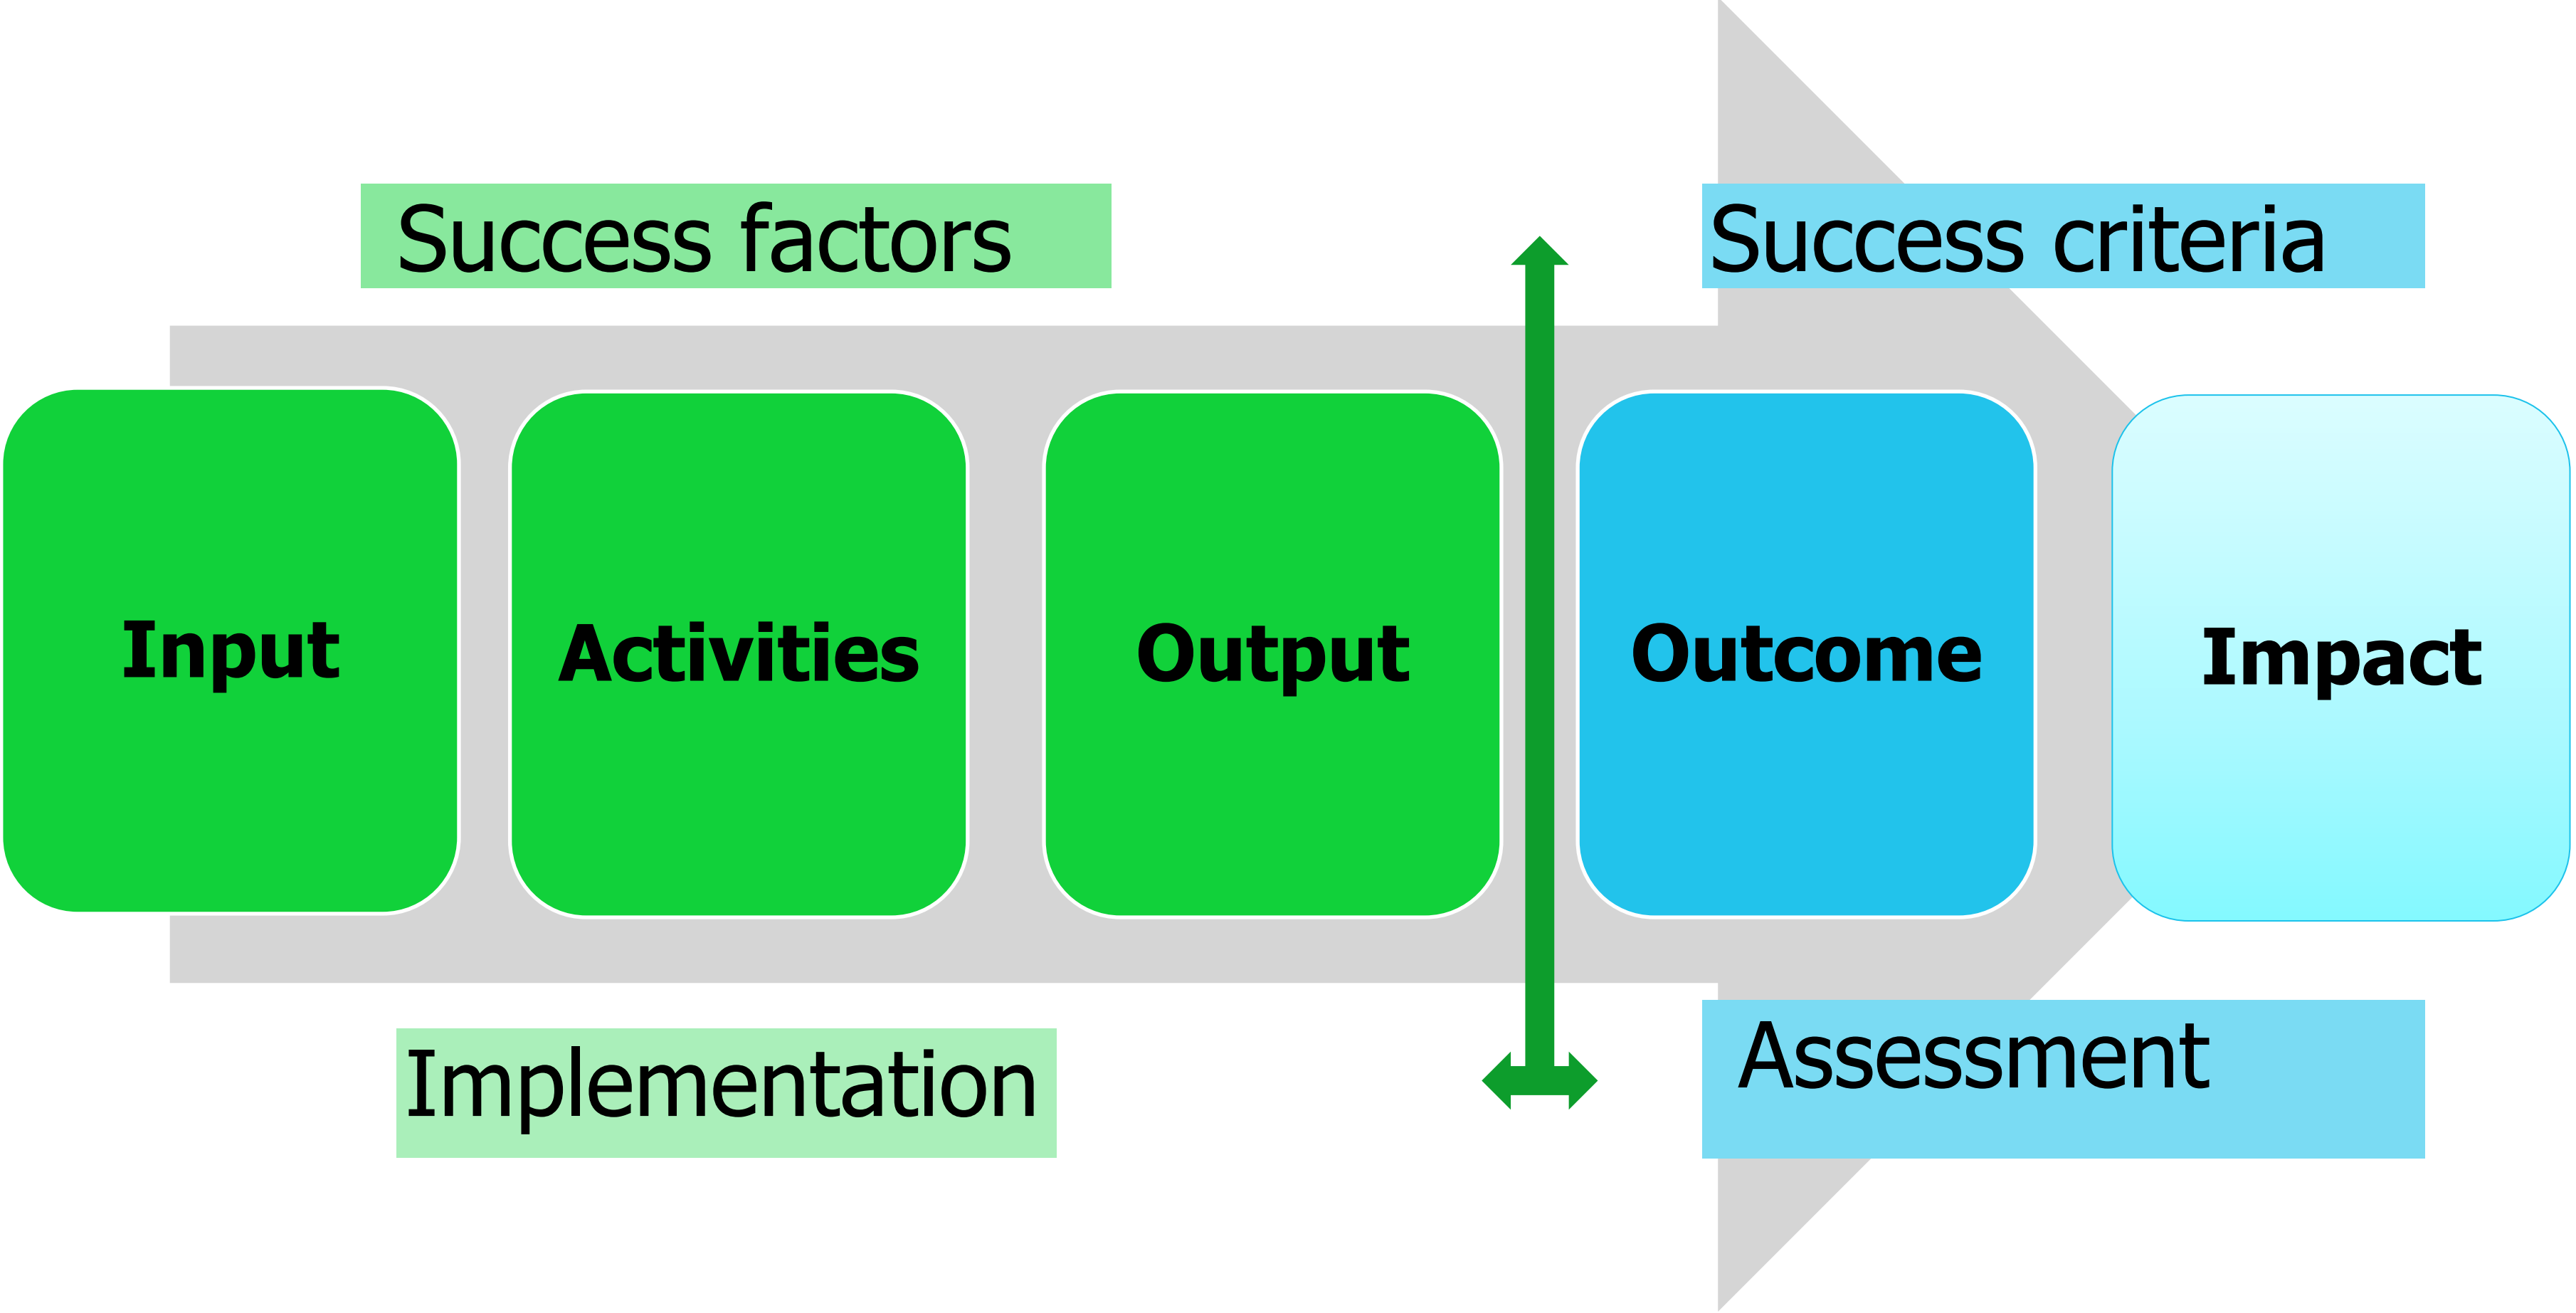 Success factors
Success criteria
Input
Activities
Output
Outcome
Impact
Implementation
Assessment